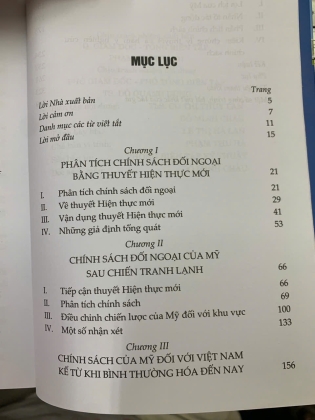 MỤC LỤC
Trang
Lời Nhà xuất bản 5
Lời cảm ơn 7
Danh mục các từ viết tắt 11
Lời mở đầu 15
Chương I
PHÂN TÍCH CHÍNH SÁCH ĐỐI NGOẠI
BẰNG THUYẾT HIỆN THỰC MỚI 21
I. Phân tích chính sách đối ngoại 21
II. Về thuyết Hiện thực mới 29
III. Vận dụng thuyết Hiện thực mới 41
IV. Những giả định tổng quát 53
Chương II
CHÍNH SÁCH ĐỐI NGOẠI CỦA MỸ
SAU CHIẾN TRANH LẠNH 66
I. Tiếp cận thuyết Hiện thực mới 66
II. Phân tích chính sách 69
III. Điều chỉnh chiến lược của Mỹ đối với khu vực 100
IV. Một số nhận xét 133
Chương III
CHÍNH SÁCH CỦA MỸ ĐỐI VỚI VIỆT NAM
KỂ TỪ KHI BÌNH THƯỜNG HÓA ĐẾN NAY 156